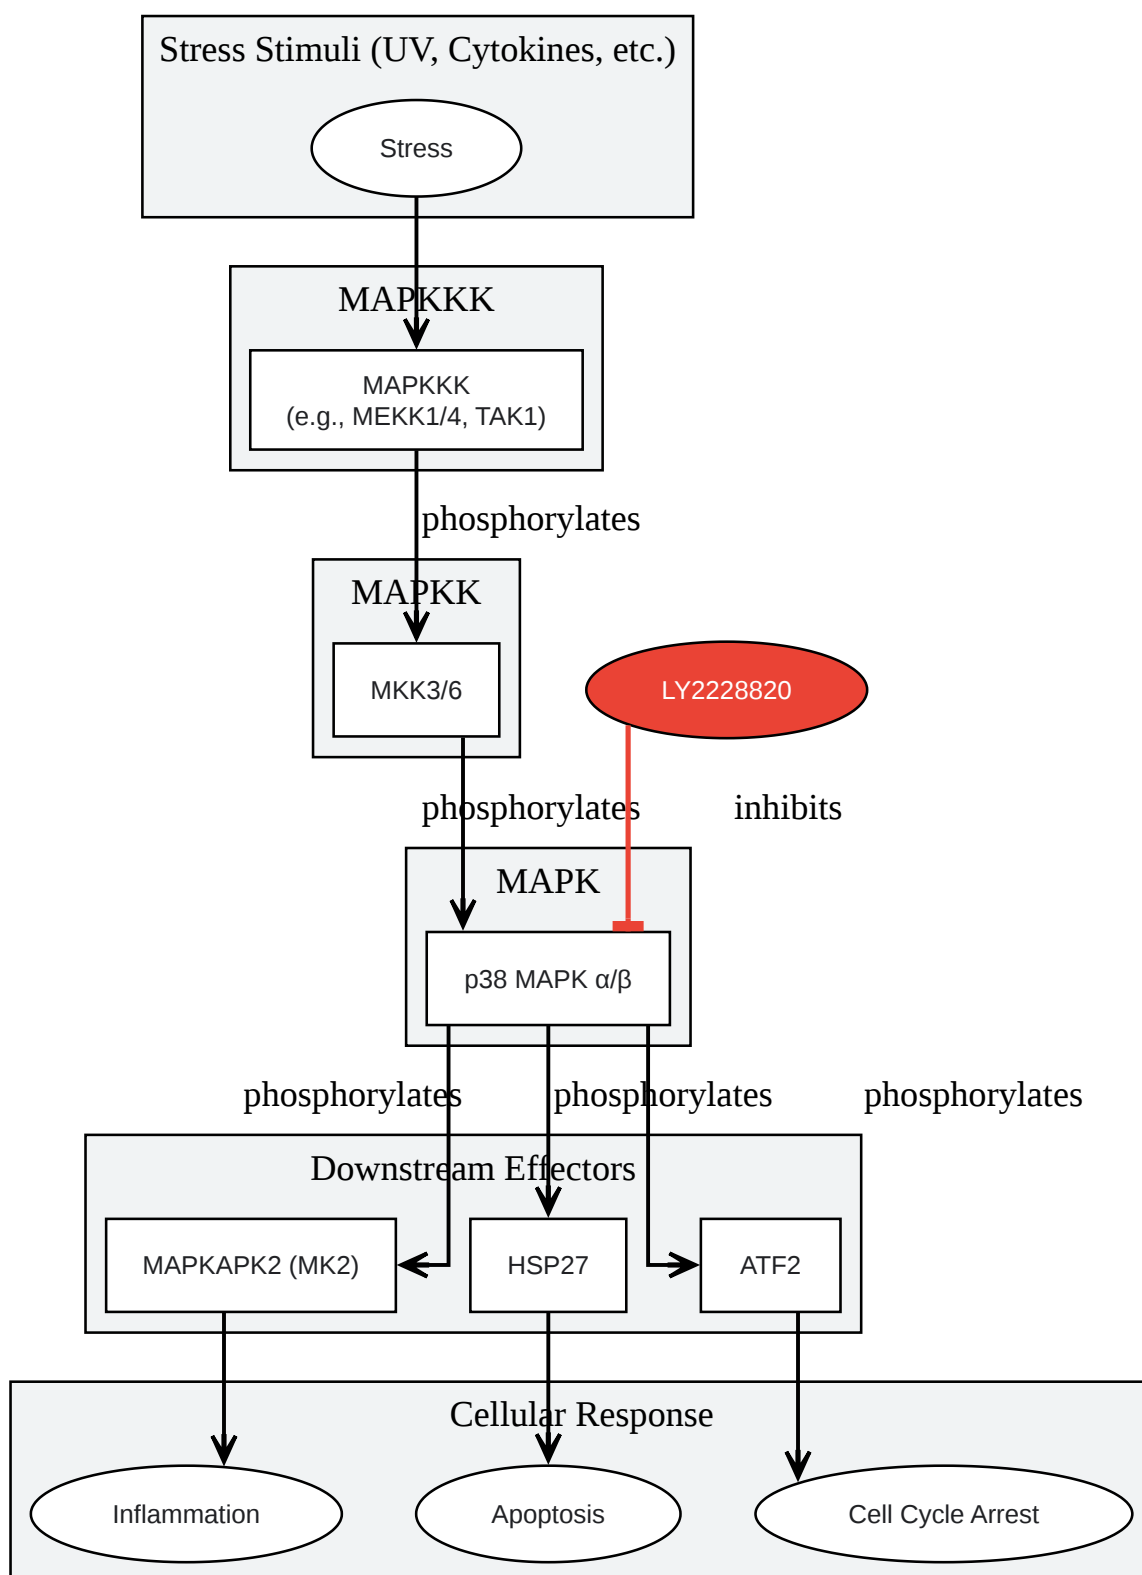 Stress Stimuli (UV, Cytokines, etc.)
Stress
MAPKKK
MAPKKK
(e.g., MEKK1/4, TAK1)
phosphorylates
MAPKK
MKK3/6
LY2228820
phosphorylates
inhibits
MAPK
p38 MAPK α/β
phosphorylates
phosphorylates
phosphorylates
Downstream Effectors
MAPKAPK2 (MK2)
HSP27
ATF2
Cellular Response
Inflammation
Apoptosis
Cell Cycle Arrest